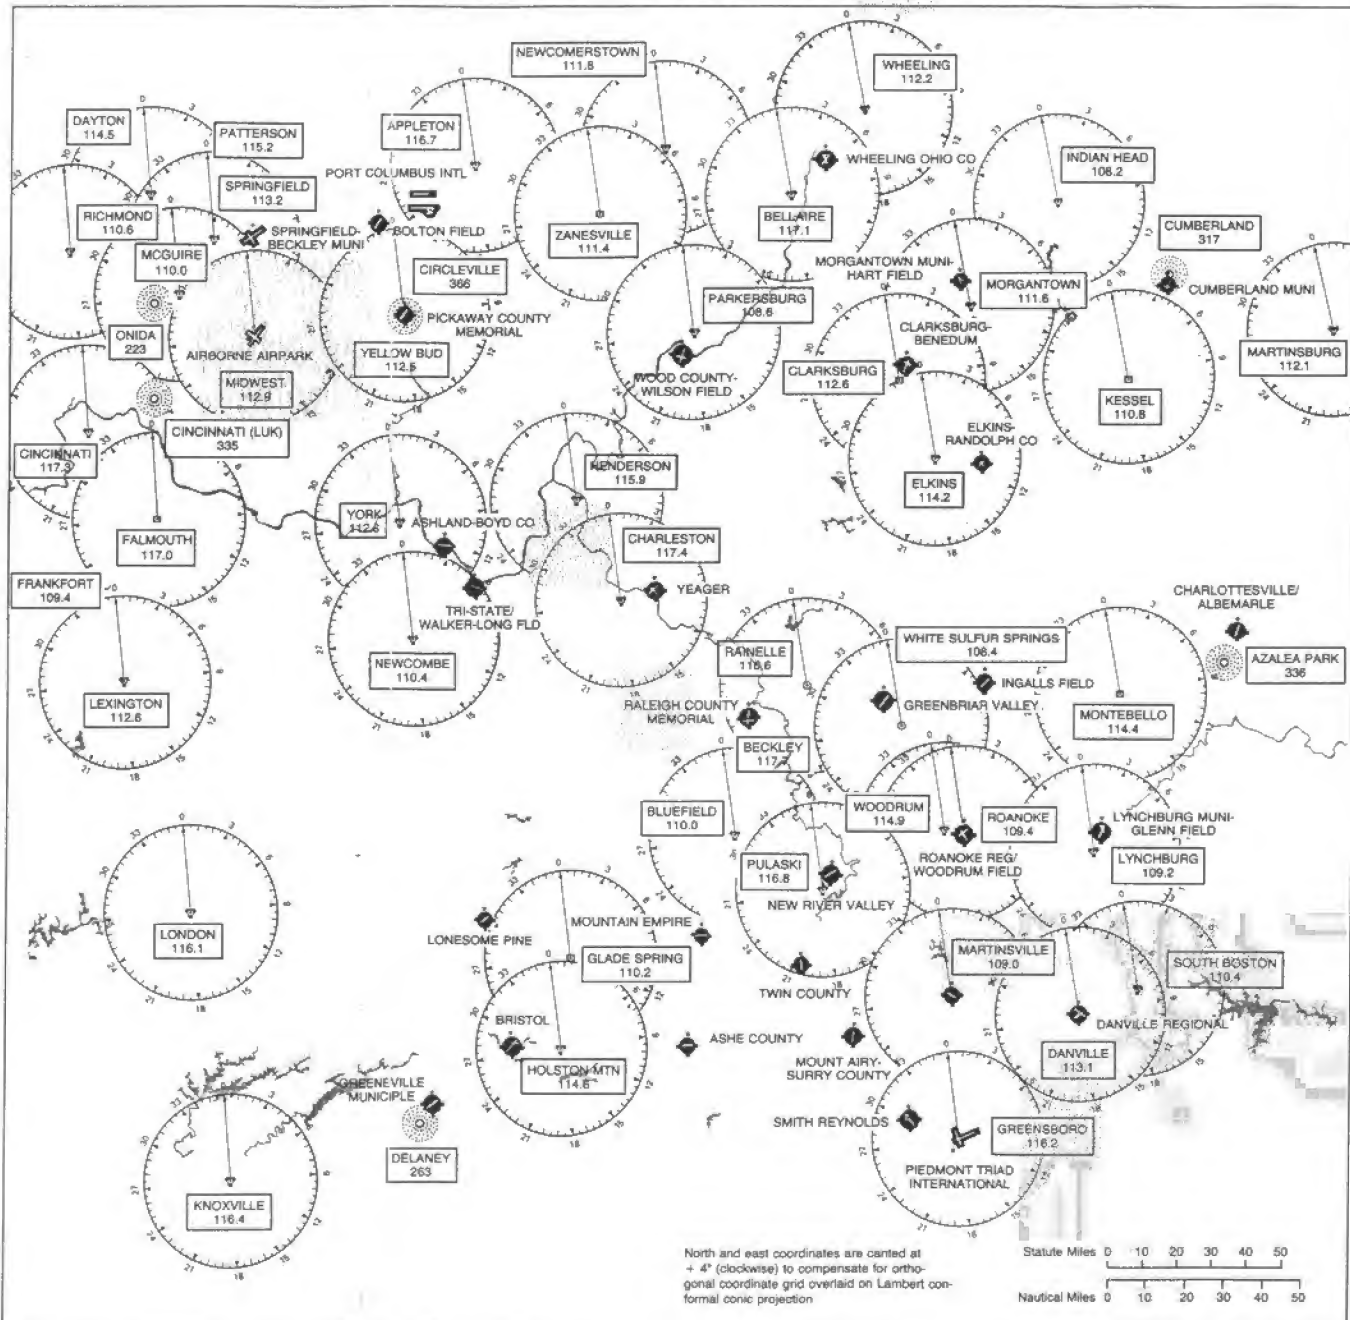 NEWCOMERSTOWN
111.8
WHEELING
112.2
DAYTON
114.5
PATTERSON
115.2
APPLETON
116.7
WHEELING OHIO CO
INDIAN HEAD
108.2
PORT COLUMBUS INTL
SPRINGFIELD
113.2
RICHMOND
110.6
SPRINGFIELD-
BECKLEY MUNI
BOLTON FIELD
ZANESVILLE
111.4
BELLAIRE
117.1
CUMBERLAND
317
MCGUIRE
110.0
CIRCLEVILLE
366
MORGANTOWN MUNI-
HART FIELD
MORGANTOWN
111.6
CUMBERLAND MUNI
PARKERSBURG
108.6
PICKAWAY COUNTY
MEMORIAL
ONIDA
223
AIRBORNE AIRPARK
YELLOW BUD
112.5
CLARKSBURG-
BENEDUM
MARTINSBURG
112.1
WOOD COUNTY-
WILSON FIELD
CLARKSBURG
112.6
MIDWEST
112.9
KESSEL
110.8
CINCINNATI (LUK)
335
ELKINS-
RANDOLPH CO
CINCINNATI
117.3
HENDERSON
115.9
ELKINS
114.2
YORK
112.8
ASHLAND-BOYD CO
FALMOUTH
117.0
CHARLESTON
117.4
FRANKFORT
109.4
YEAGER
TRI-STATE/
WALKER-LONG FLD
CHARLOTTESVILLE/
ALBEMARLE
NEWCOMBE
110.4
RAINELLE
116.6
WHITE SULFUR SPRINGS
108.4
AZALEA PARK
336
LEXINGTON
112.6
INGALLS FIELD
RALEIGH COUNTY
MEMORIAL
GREENBRIAR VALLEY
MONTEBELLO
114.4
BECKLEY
117.7
BLUEFIELD
110.0
WOODRUM
114.9
ROANOKE
109.4
LYNCHBURG MUNI-
GLENN FIELD
ROANOKE REG/
WOODRUM FIELD
LYNCHBURG
109.2
PULASKI
116.8
NEW RIVER VALLEY
LONDON
116.1
LONESOME PINE
MOUNTAIN EMPIRE
GLADE SPRING
110.2
MARTINSVILLE
109.0
SOUTH BOSTON
110.4
TWIN COUNTY
BRISTOL
ASHE COUNTY
DANVILLE REGIONAL
HOLSTON MTN
114.6
MOUNT AIRY-
SURRY COUNTY
DANVILLE
113.1
GREENEVILLE
MUNICIPLE
SMITH REYNOLDS
GREENSBORO
116.2
DELANEY
263
PIEDMONT TRIAD
INTERNATIONAL
KNOXVILLE
116.4
North and east coordinates are canted at
+ 4° (clockwise) to compensate for ortho-
gonal coordinate grid overlaid on Lambert con-
formal conic projection
Statute Miles 0 10 20 30 40 50
Nautical Miles 0 10 20 30 40 50